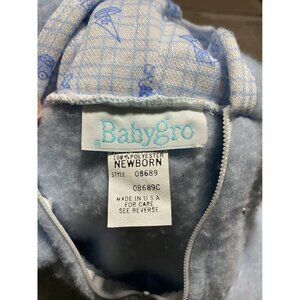 Babygro
100% POLYESTER
NEWBORN
STYLE 08689
08689C
MADE IN U.S.A
FOR CARE
SEE REVERSE